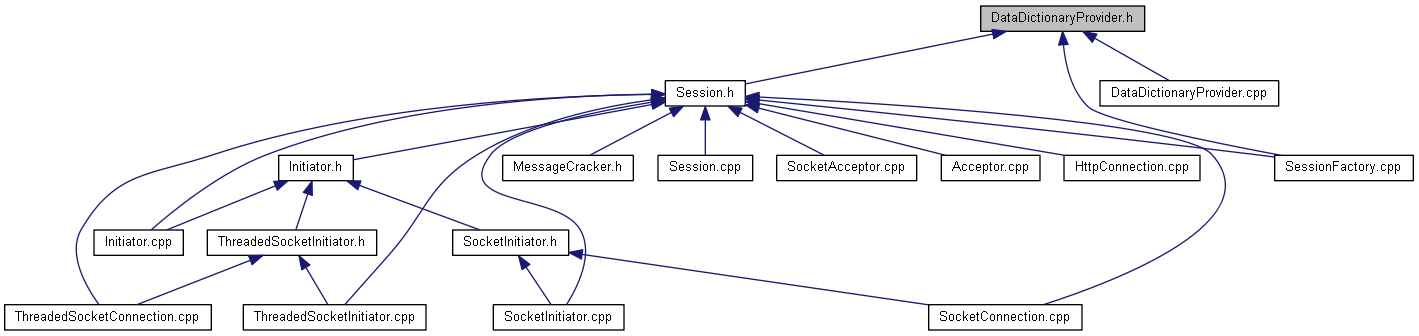 DataDictionaryProvider.h
Session.h
DataDictionaryProvider.cpp
Initiator.h
MessageCracker.h
Session.cpp
SocketAcceptor.cpp
Acceptor.cpp
HttpConnection.cpp
SessionFactory.cpp
Initiator.cpp
ThreadedSocketInitiator.h
SocketInitiator.h
ThreadedSocketConnection.cpp
ThreadedSocketInitiator.cpp
SocketInitiator.cpp
SocketConnection.cpp